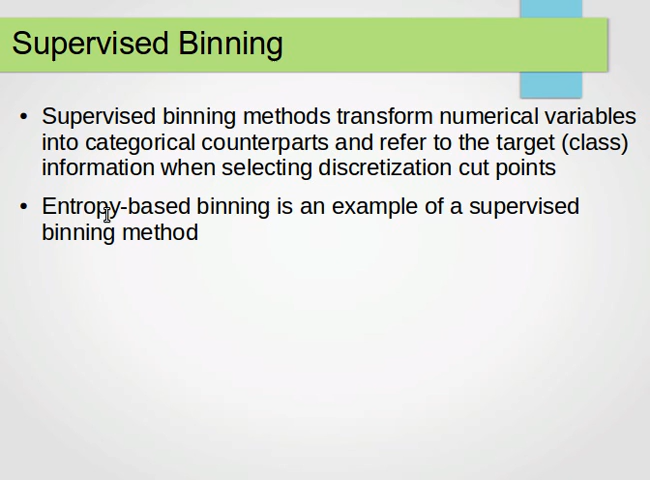 Supervised Binning
• Supervised binning methods transform numerical variables
into categorical counterparts and refer to the target (class)
information when selecting discretization cut points
• Entropy-based binning is an example of a supervised
binning method